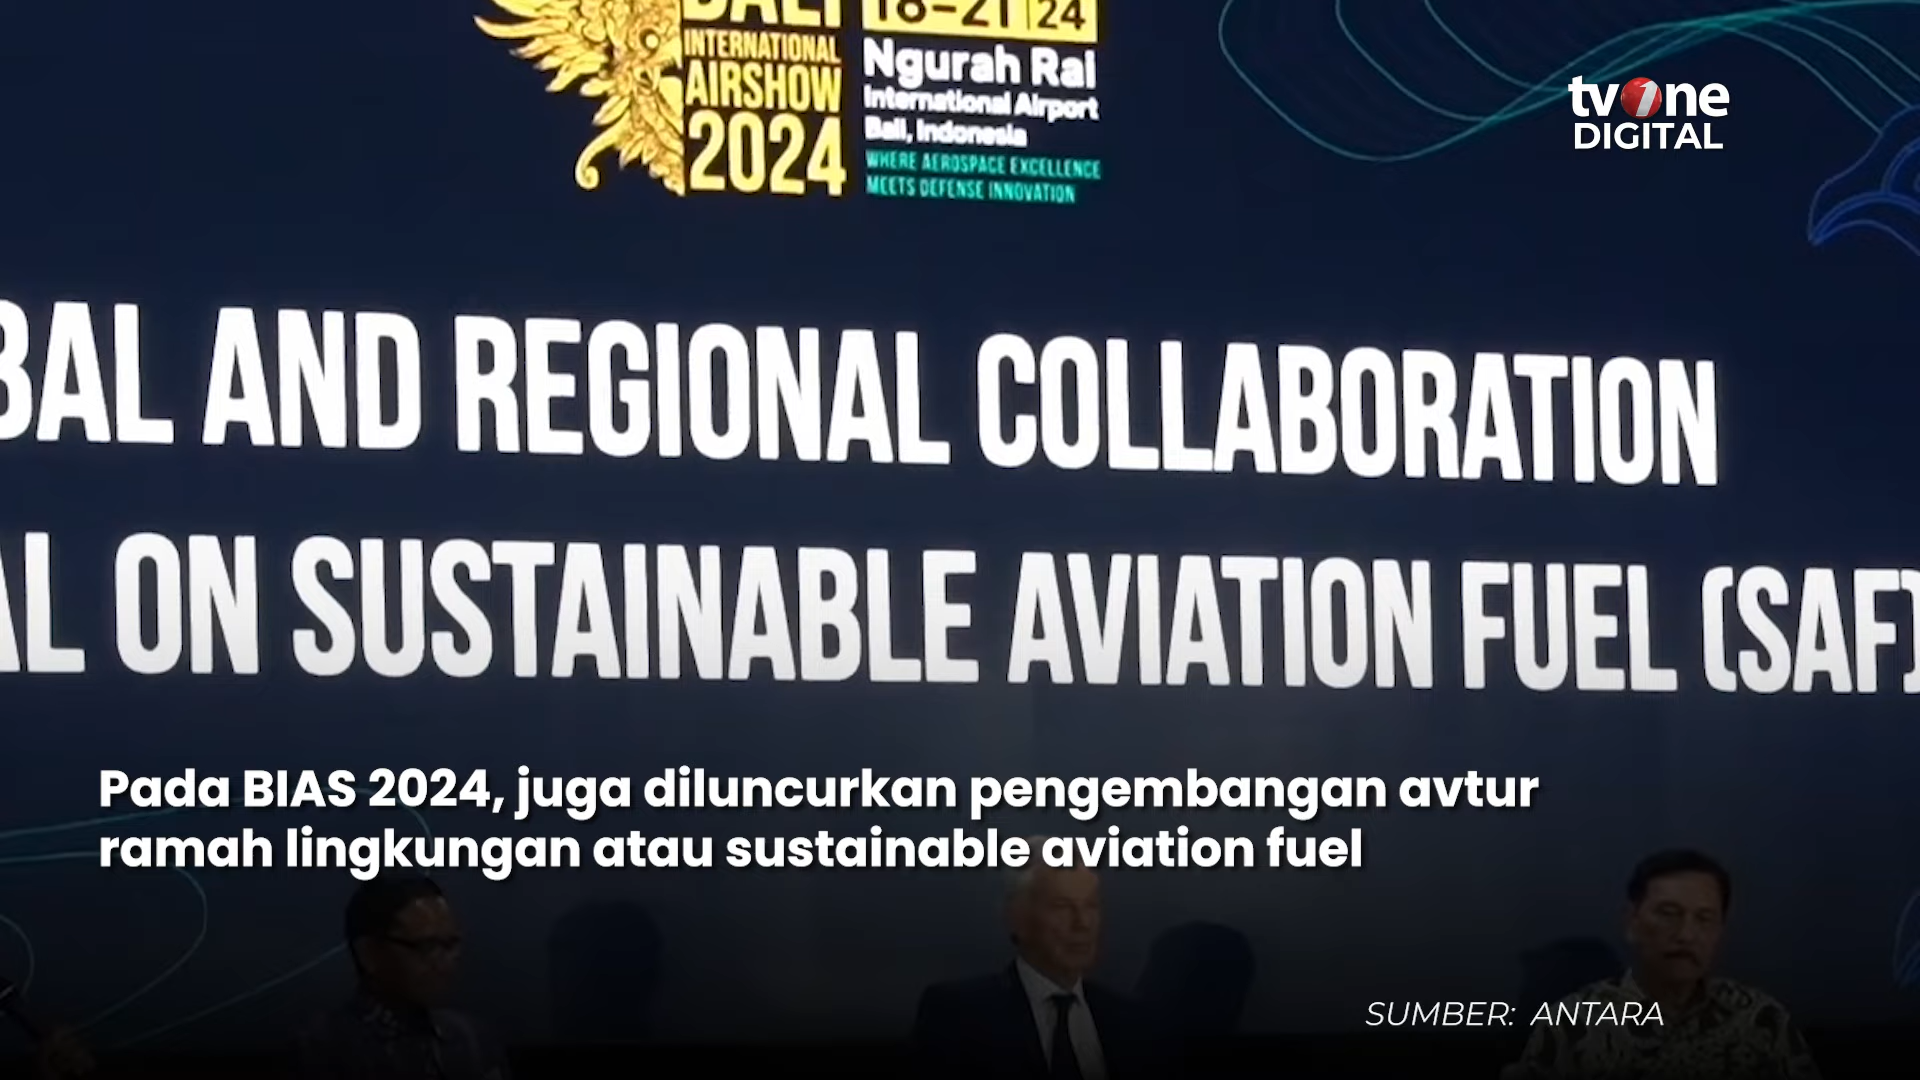 BALI
INTERNATIONAL
AIRSHOW
2024
18-21 24
Ngurah Rai
International Airport
Bali, Indonesia
WHERE AEROSPACE EXCELLENCE
MEETS DEFENSE INNOVATION
tvOne
DIGITAL
BAL AND REGIONAL COLLABORATION
AL ON SUSTAINABLE AVIATION FUEL (SAF)
Pada BIAS 2024, juga diluncurkan pengembangan avtur
ramah lingkungan atau sustainable aviation fuel
SUMBER: ANTARA